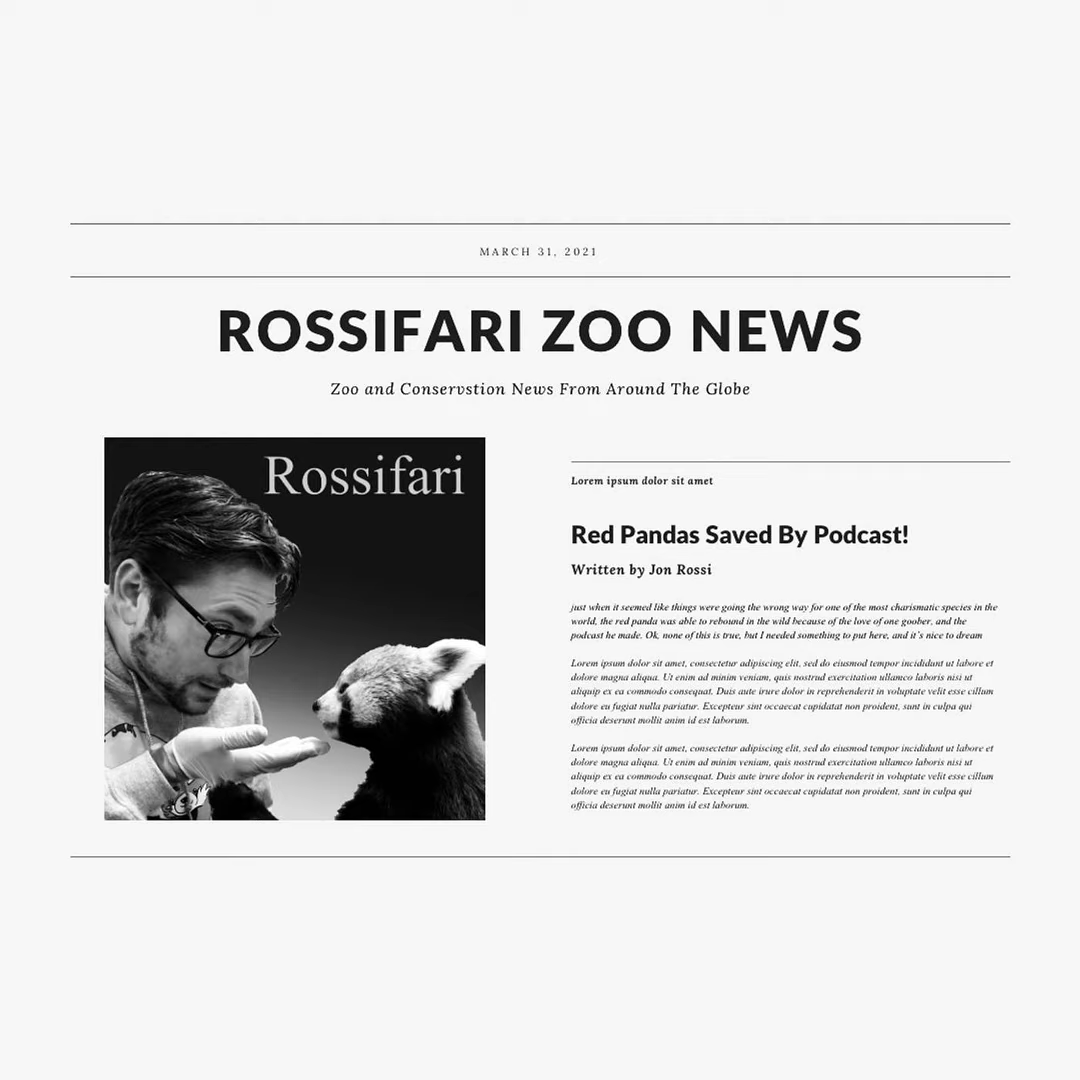 MARCH 31, 2021
ROSSIFARI ZOO NEWS
Zoo and Conservstion News From Around The Globe
Rossifari
Lorem ipsum dolor sit amet
Red Pandas Saved By Podcast!
Written by Jon Rossi
just when it seemed like things were going the wrong way for one of the most charismatic species in the
world, the red panda was able to rebound in the wild because of the love of one goober, and the
podcast he made. Ok, none of this is true, but I needed something to put here, and it's nice to dream
Lorem ipsum dolor sit amet, consectetur adipiscing elit, sed do eiusmod tempor incididunt ut labore et
dolore magna aliqua. Ut enim ad minim veniam, quis nostrud exercitation ullamco laboris nisi ut
aliquip ex ea commodo consequat. Duis aute irure dolor in reprehenderit in voluptate velit esse cillum
dolore eu fugiat nulla pariatur. Excepteur sint occaecat cupidatat non proident, sunt in culpa qui
officia deserunt mollit anim id est laborum.
Lorem ipsum dolor sit amet, consectetur adipiscing elit, sed do eiusmod tempor incididunt ut labore et
dolore magna aliqua. Ut enim ad minim veniam, quis nostrud exercitation ullamco laboris nisi ut
aliquip ex ea commodo consequat. Duis aute irure dolor in reprehenderit in voluptate velit esse cillum
dolore eu fugiat nulla pariatur. Excepteur sint occaecat cupidatat non proident, sunt in culpa qui
officia deserunt mollit anim id est laborum.